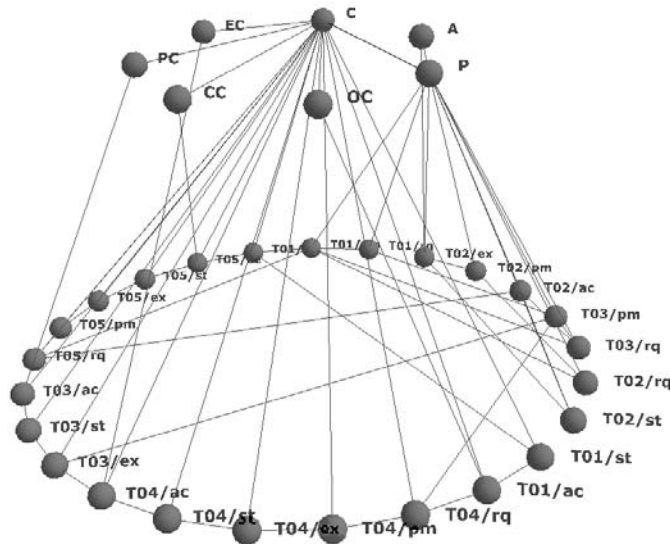 C
EC
A
PC
P
CC
OC
T02/ex
T05/st
T02/pm
T05/ex
T02/ac
T05/pm
T03/pm
T05/rq
T03/rq
T03/ac
T02/rq
T03/st
T02/st
T03/ex
T01/st
T04/ac
T01/ac
T04/st
T04/ex
T04/pm
T04/rq